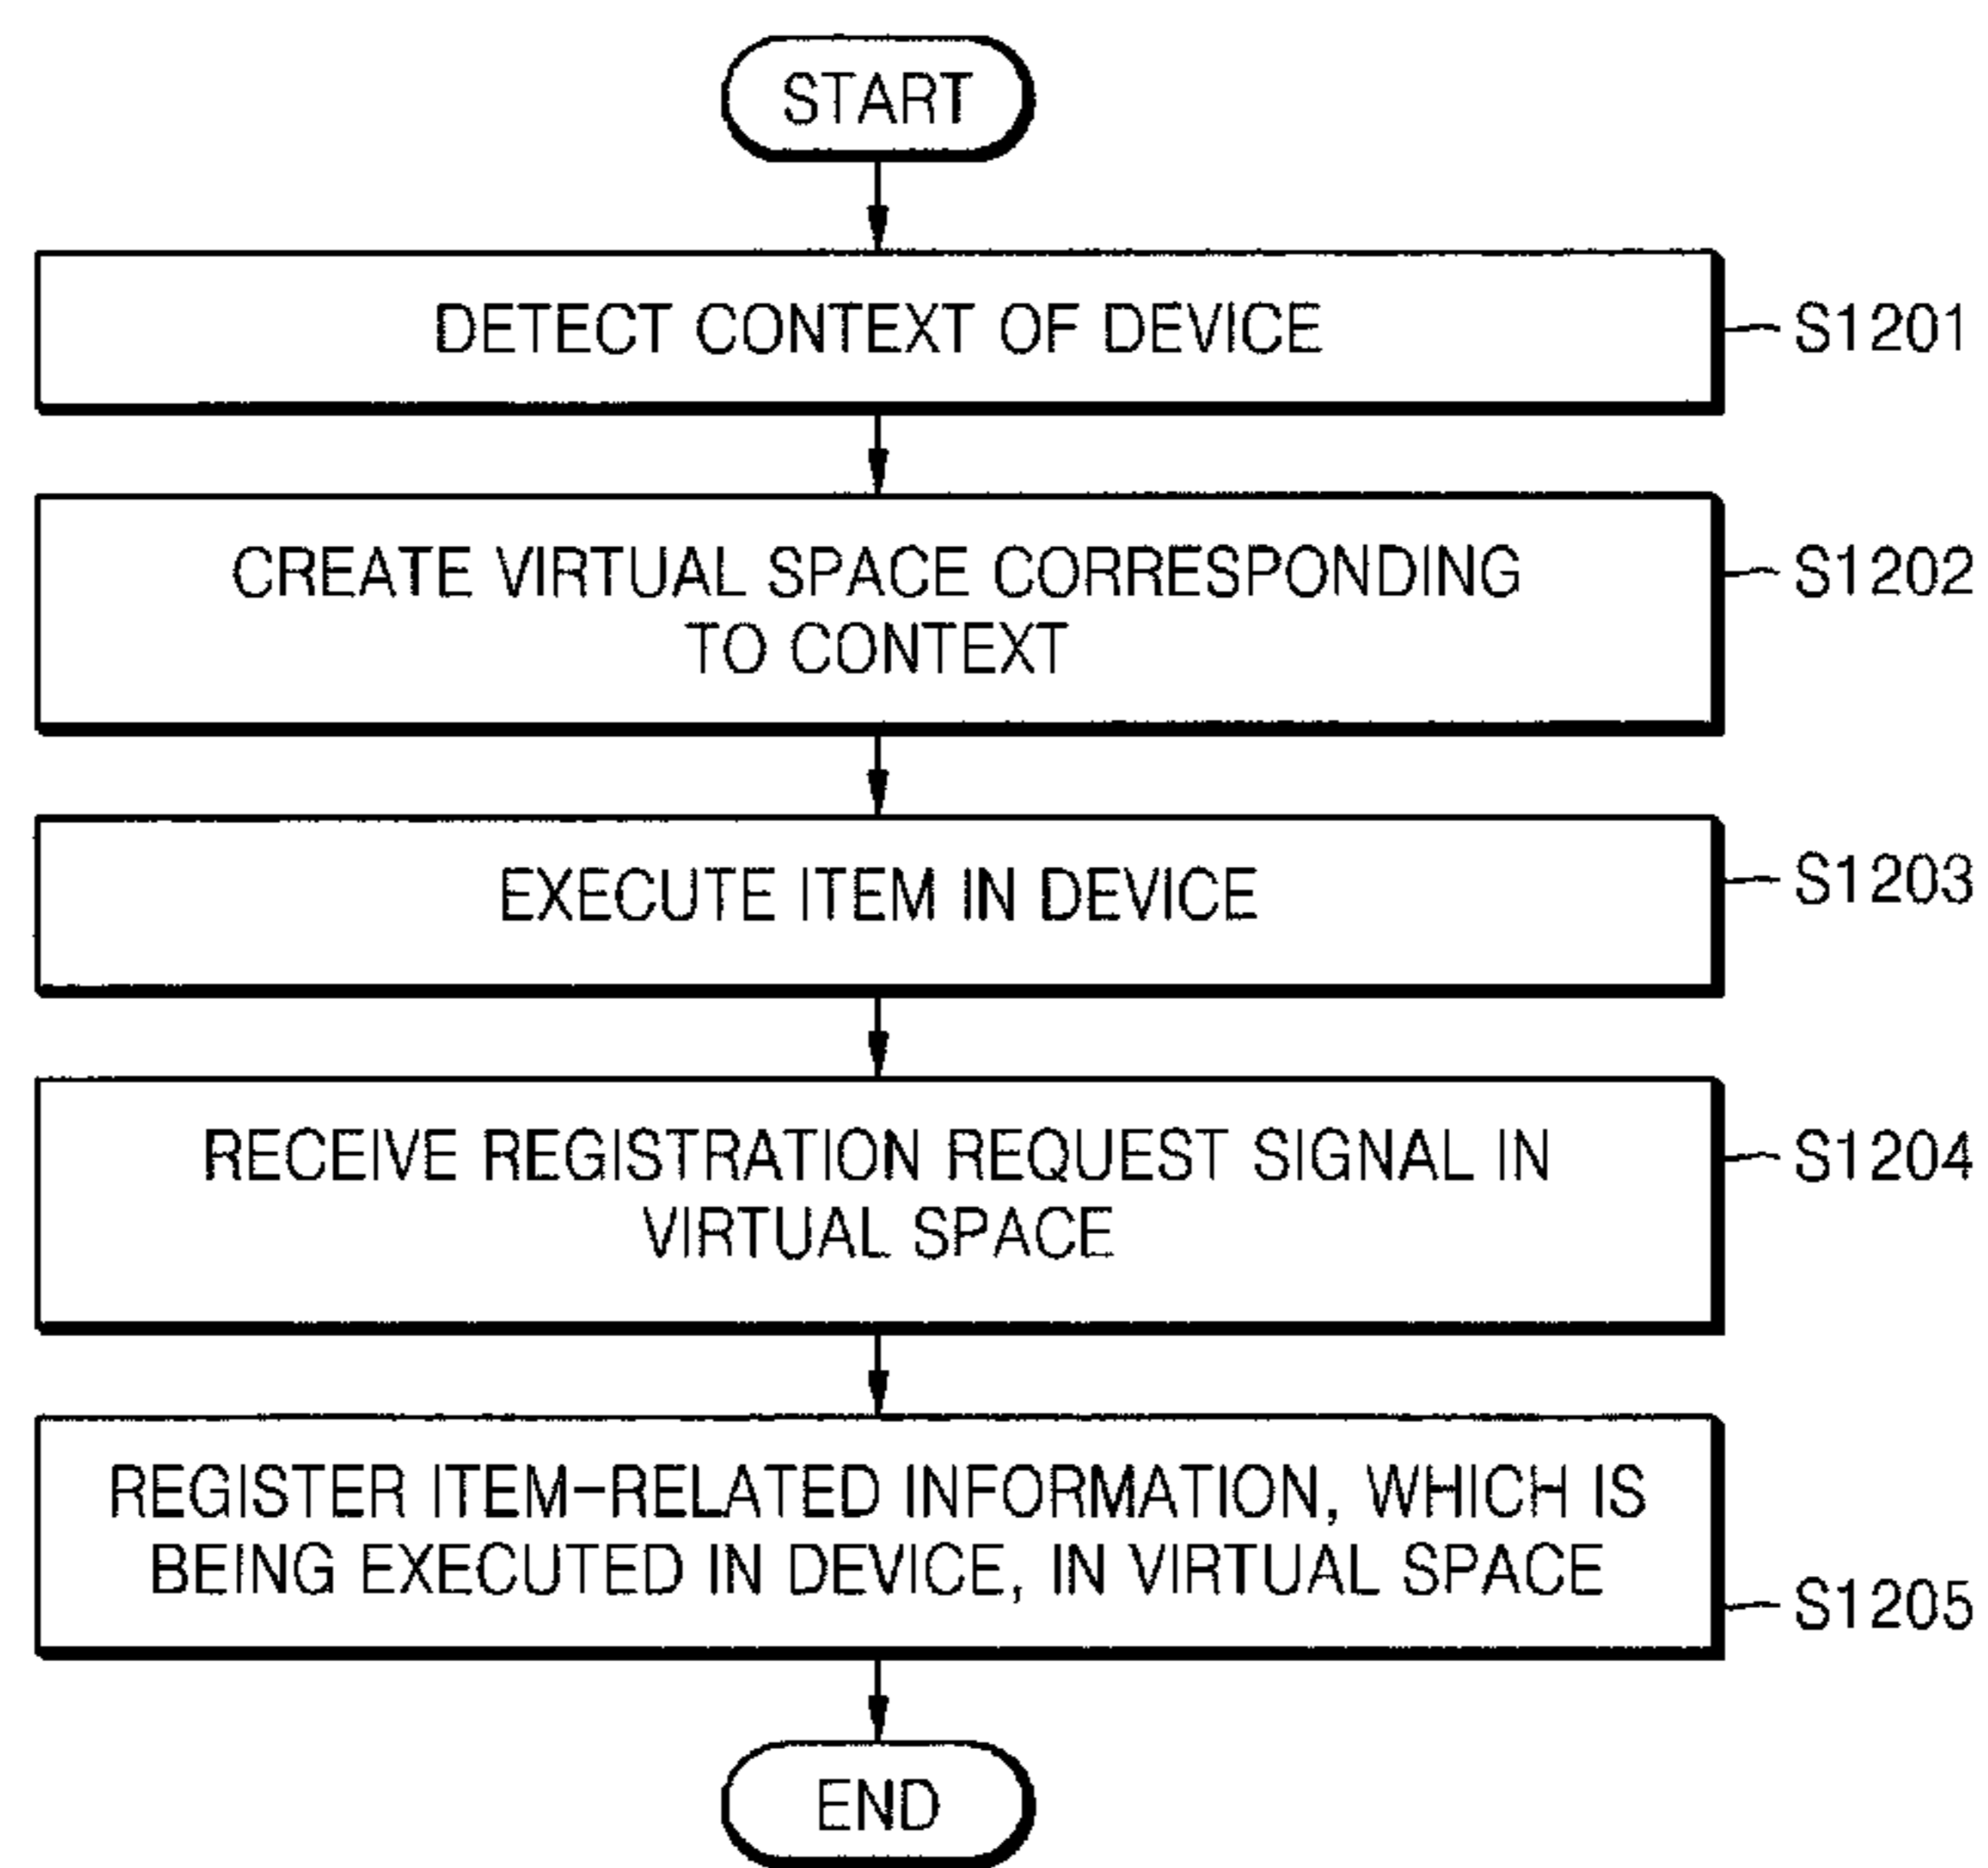 START
DETECT CONTEXT OF DEVICE
S1201
CREATE VIRTUAL SPACE CORRESPONDING
TO CONTEXT
S1202
EXECUTE ITEM IN DEVICE
S1203
RECEIVE REGISTRATION REQUEST SIGNAL IN
VIRTUAL SPACE
S1204
REGISTER ITEM-RELATED INFORMATION, WHICH IS
BEING EXECUTED IN DEVICE, IN VIRTUAL SPACE
S1205
END